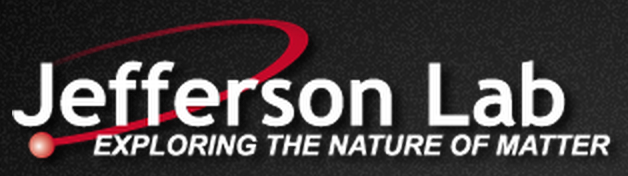 Jefferson Lab
EXPLORING THE NATURE OF MATTER